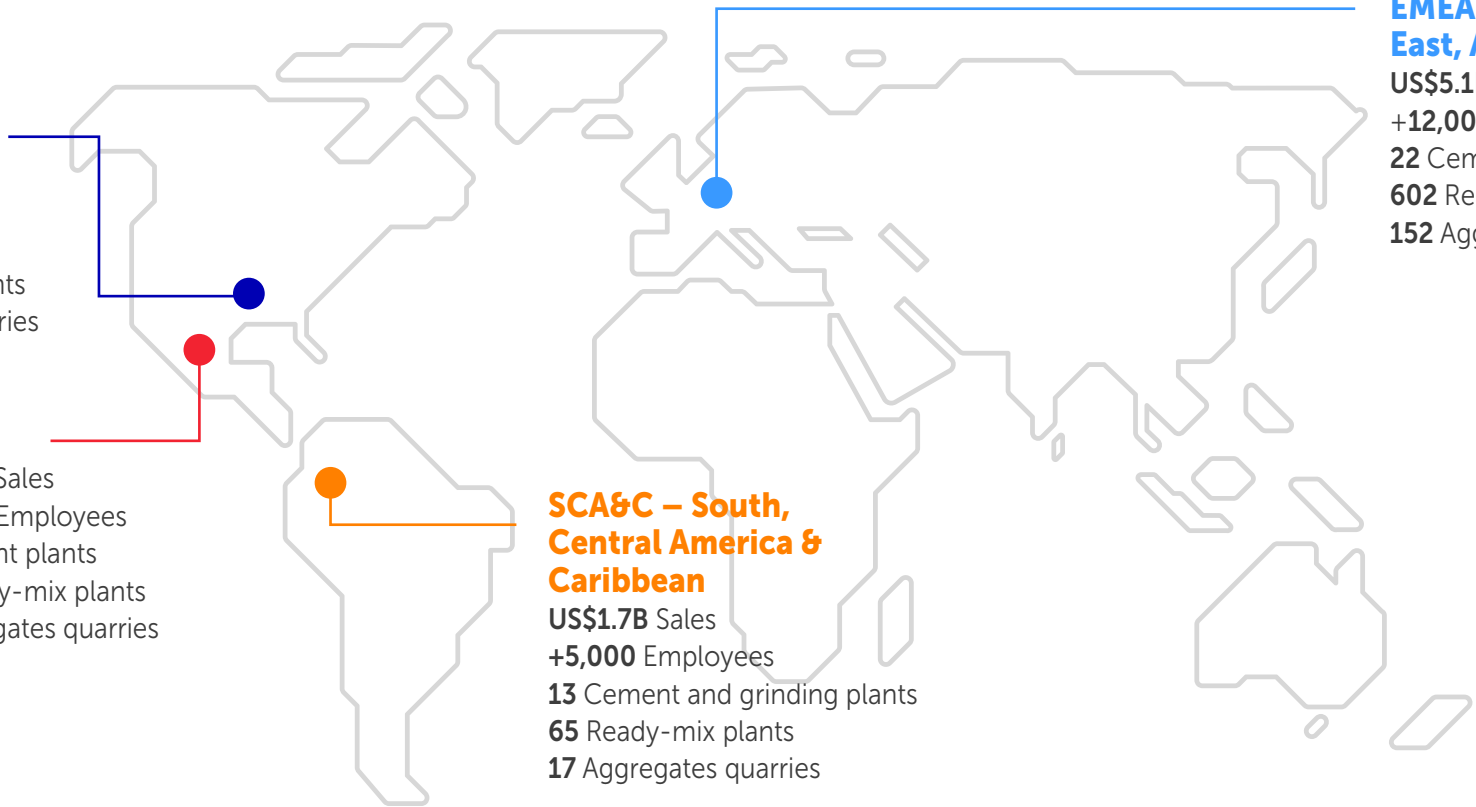 EMEA
East,
US$5.1
+12,00
22 Cem
602 Re
152 Agg
nts
ries
Sales
Employees
nt plants
y-mix plants
gates quarries
SCA&C – South,
Central America &
Caribbean
US$1.7B Sales
+5,000 Employees
13 Cement and grinding plants
65 Ready-mix plants
17 Aggregates quarries